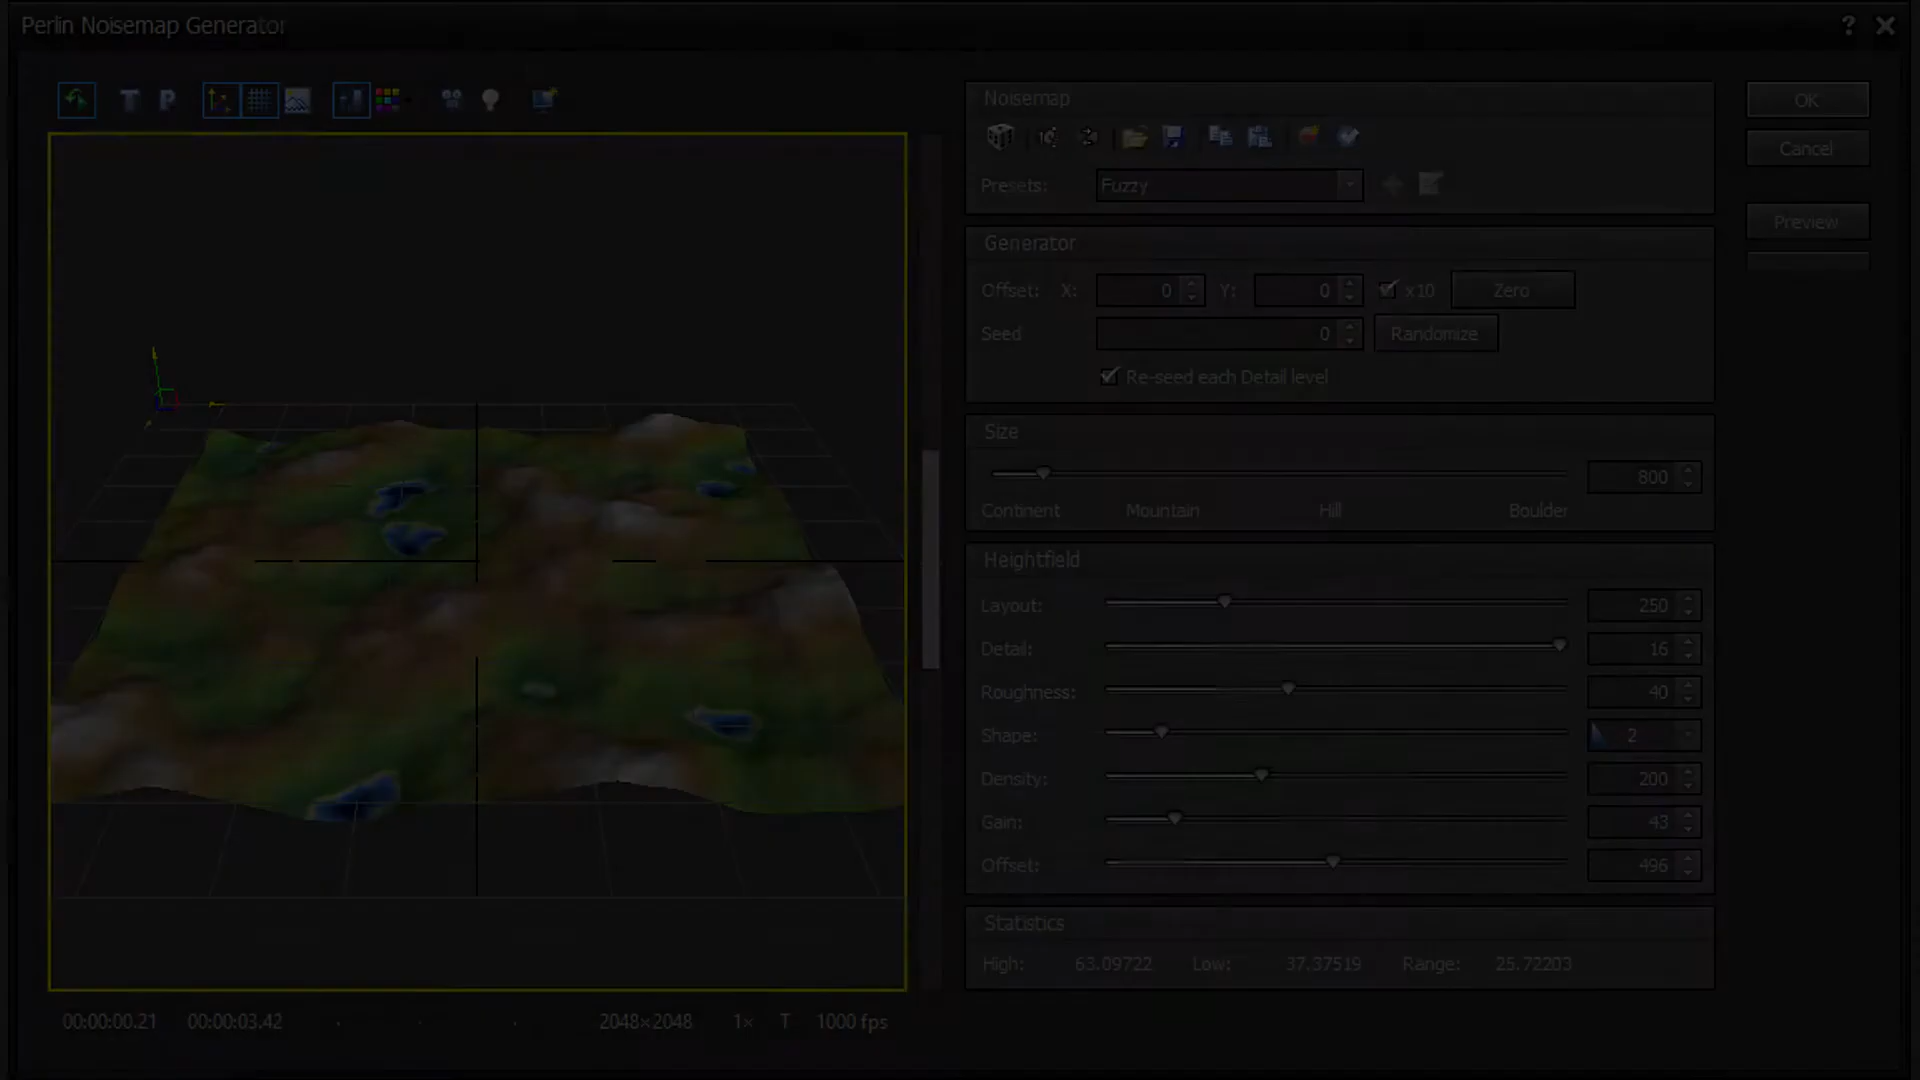 Perlin Noisemap Generator
?
T P
Noisemap
Presets: Fuzzy
Generator
Offset: X: 0 Y: 0 x10 Zero
Seed 0 Randomize
Re-seed each Detail level
Size
800
Continent Mountain Hill Boulder
Heightfield
Layout: 250
Detail: 16
Roughness: 40
Shape: 2
Density: 200
Gain: 43
Offset: 496
Statistics
High: 63.09722 Low: 37.37519 Range: 25.72203
OK
Cancel
Preview
00:00:00.21 00:00:03.42 2048×2048 1× T 1000 fps